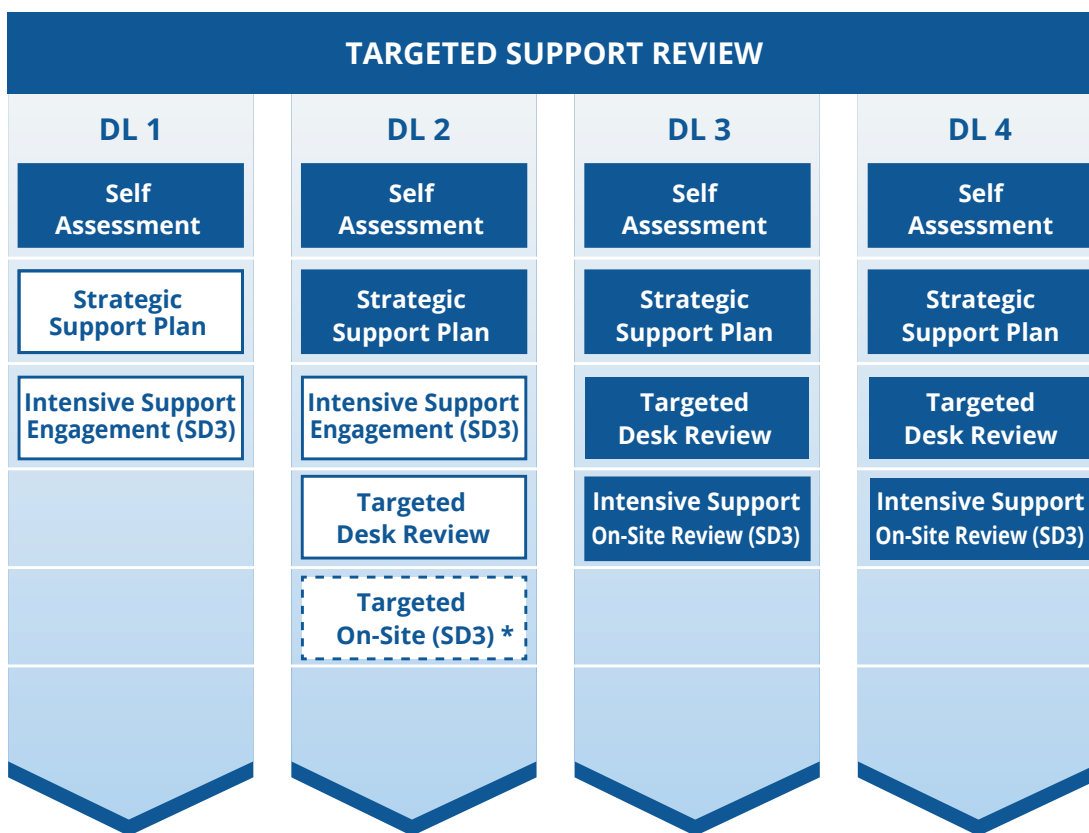 TARGETED SUPPORT REVIEW
DL 1
Self
Assessment
Strategic
Support Plan
Intensive Support
Engagement (SD3)
DL 2
Self
Assessment
Strategic
Support Plan
Intensive Support
Engagement (SD3)
Targeted
Desk Review
Targeted
On-Site (SD3) *
DL 3
Self
Assessment
Strategic
Support Plan
Targeted
Desk Review
Intensive Support
On-Site Review (SD3)
DL 4
Self
Assessment
Strategic
Support Plan
Targeted
Desk Review
Intensive Support
On-Site Review (SD3)